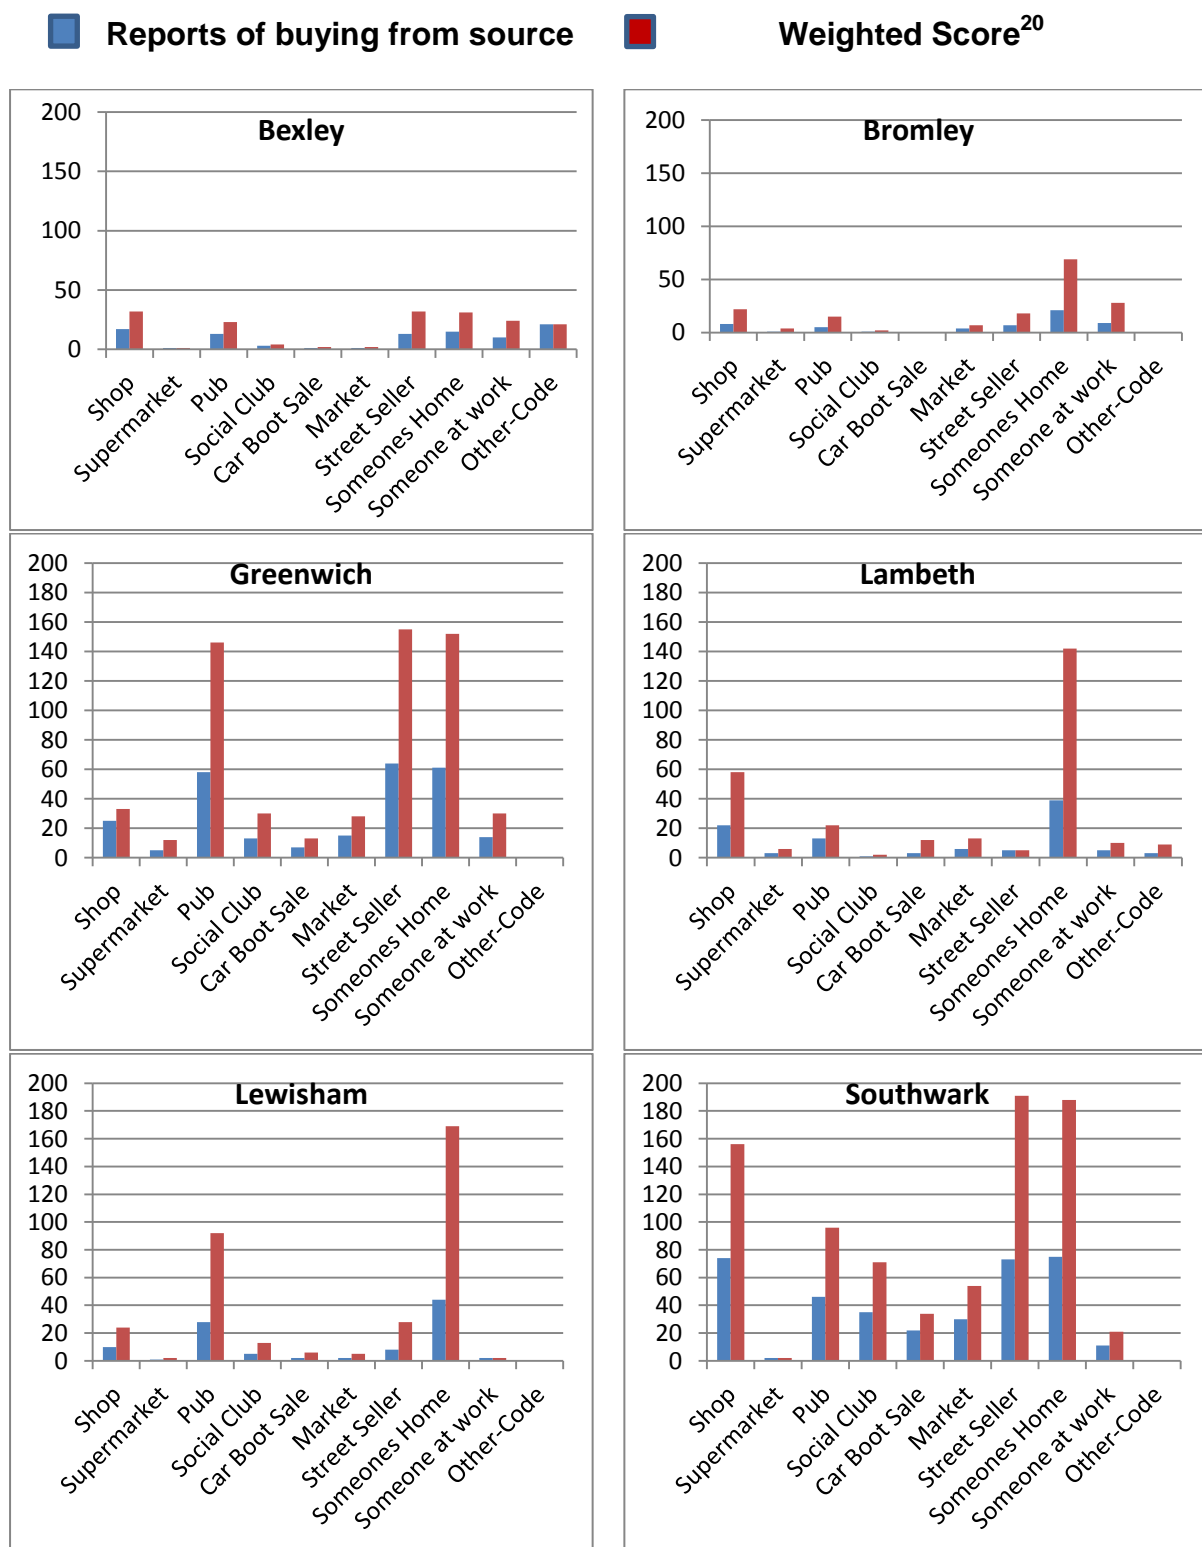 Reports of buying from source Weighted Score20
Bexley
200
150
100
50
0
Shop
Supermarket
Pub
Social Club
Car Boot Sale
Market
Street Seller
Someones Home
Someone at work
Other-Code
Bromley
200
150
100
50
0
Shop
Supermarket
Pub
Social Club
Car Boot Sale
Market
Street Seller
Someones Home
Someone at work
Other-Code
Greenwich
200
180
160
140
120
100
80
60
40
20
0
Shop
Supermarket
Pub
Social Club
Car Boot Sale
Market
Street Seller
Someones Home
Someone at work
Other-Code
Lambeth
200
180
160
140
120
100
80
60
40
20
0
Shop
Supermarket
Pub
Social Club
Car Boot Sale
Market
Street Seller
Someones Home
Someone at work
Other-Code
Lewisham
200
180
160
140
120
100
80
60
40
20
0
Shop
Supermarket
Pub
Social Club
Car Boot Sale
Market
Street Seller
Someones Home
Someone at work
Other-Code
Southwark
200
180
160
140
120
100
80
60
40
20
0
Shop
Supermarket
Pub
Social Club
Car Boot Sale
Market
Street Seller
Someones Home
Someone at work
Other-Code